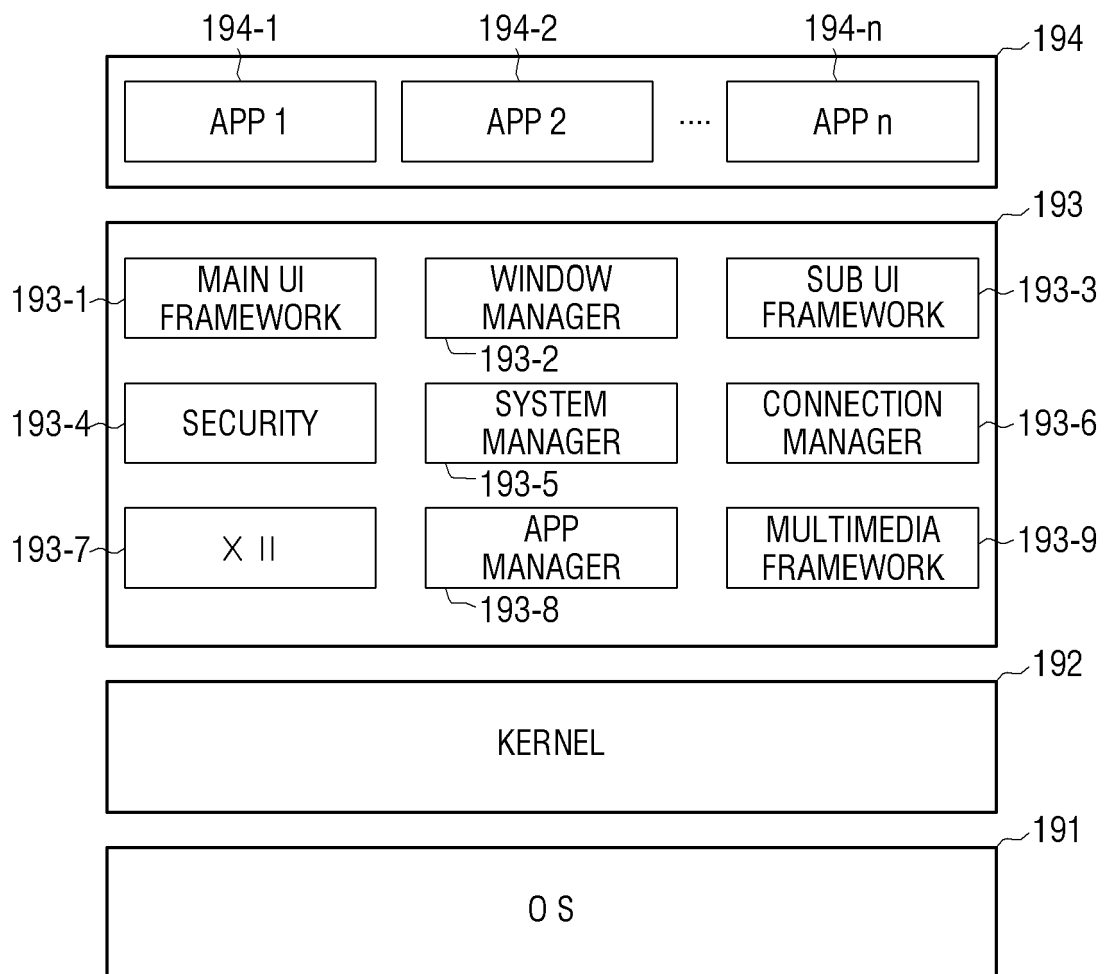 194-1 194-2 194-n 194
APP 1 APP 2 .... APP n
193
193-1 MAIN UI FRAMEWORK
WINDOW MANAGER
193-2
SUB UI FRAMEWORK 193-3
193-4 SECURITY
SYSTEM MANAGER
193-5
CONNECTION MANAGER 193-6
193-7 X II
APP MANAGER
193-8
MULTIMEDIA FRAMEWORK 193-9
192
KERNEL
191
O S